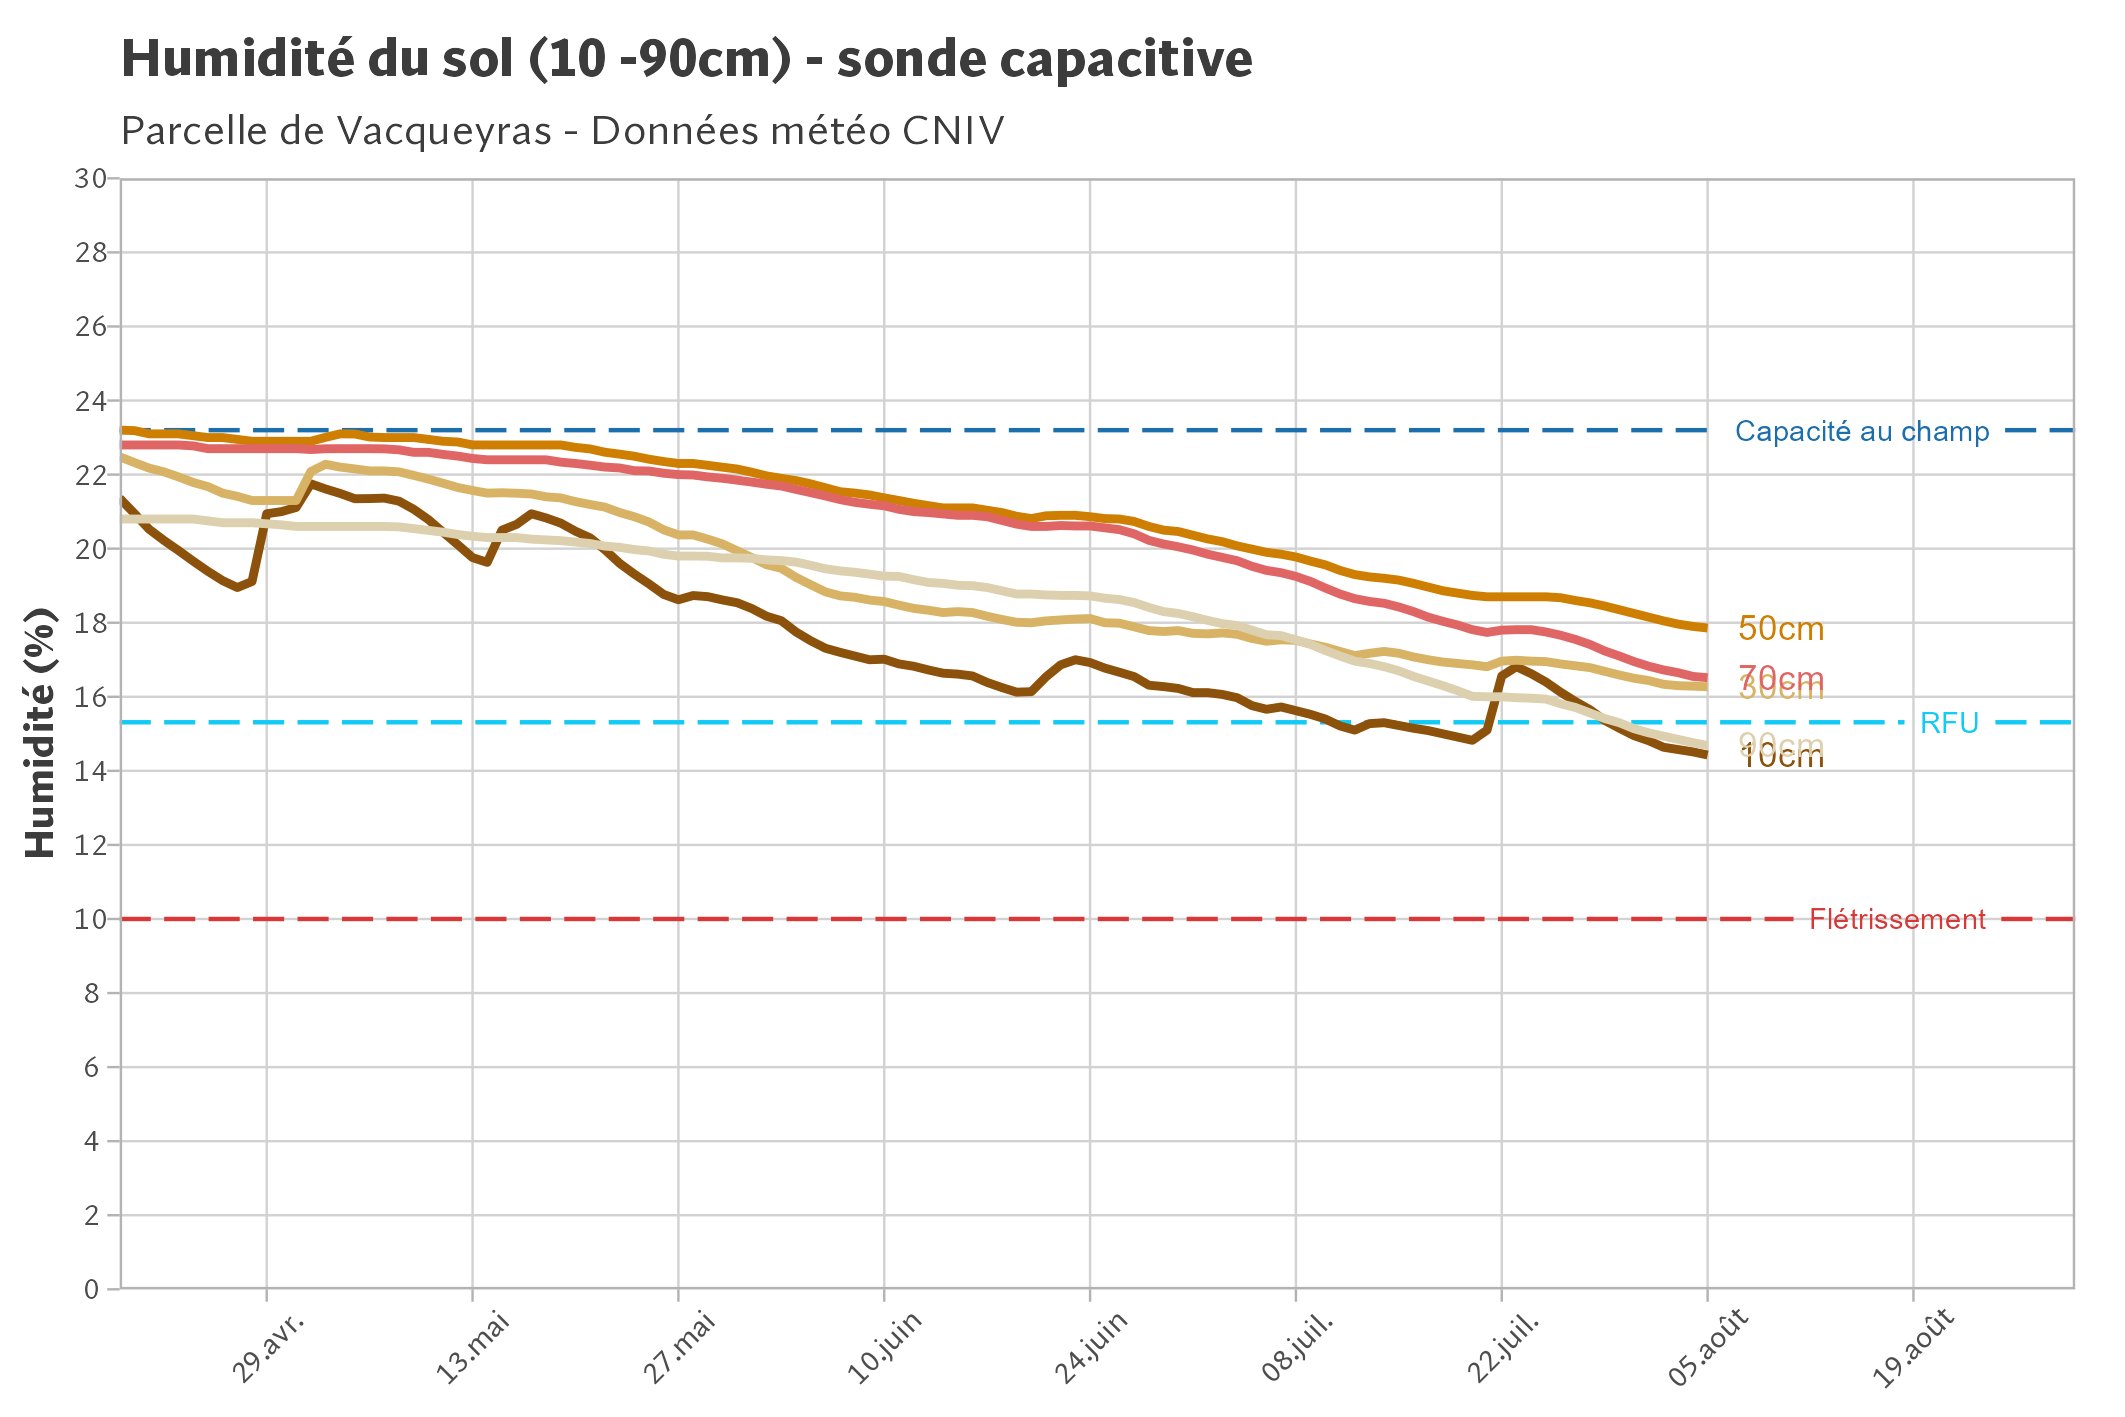 Humidité du sol (10 -90cm) - sonde capacitive
Parcelle de Vacqueyras - Données météo CNIV
Humidité (%)
30
28
26
24
22
20
18
16
14
12
10
8
6
4
2
0
Capacité au champ
50cm
70cm
30cm
RFU
90cm
10cm
Flétrissement
29.avr.
13.mai
27.mai
10.juin
24.juin
08.juil.
22.juil.
05.août
19.août